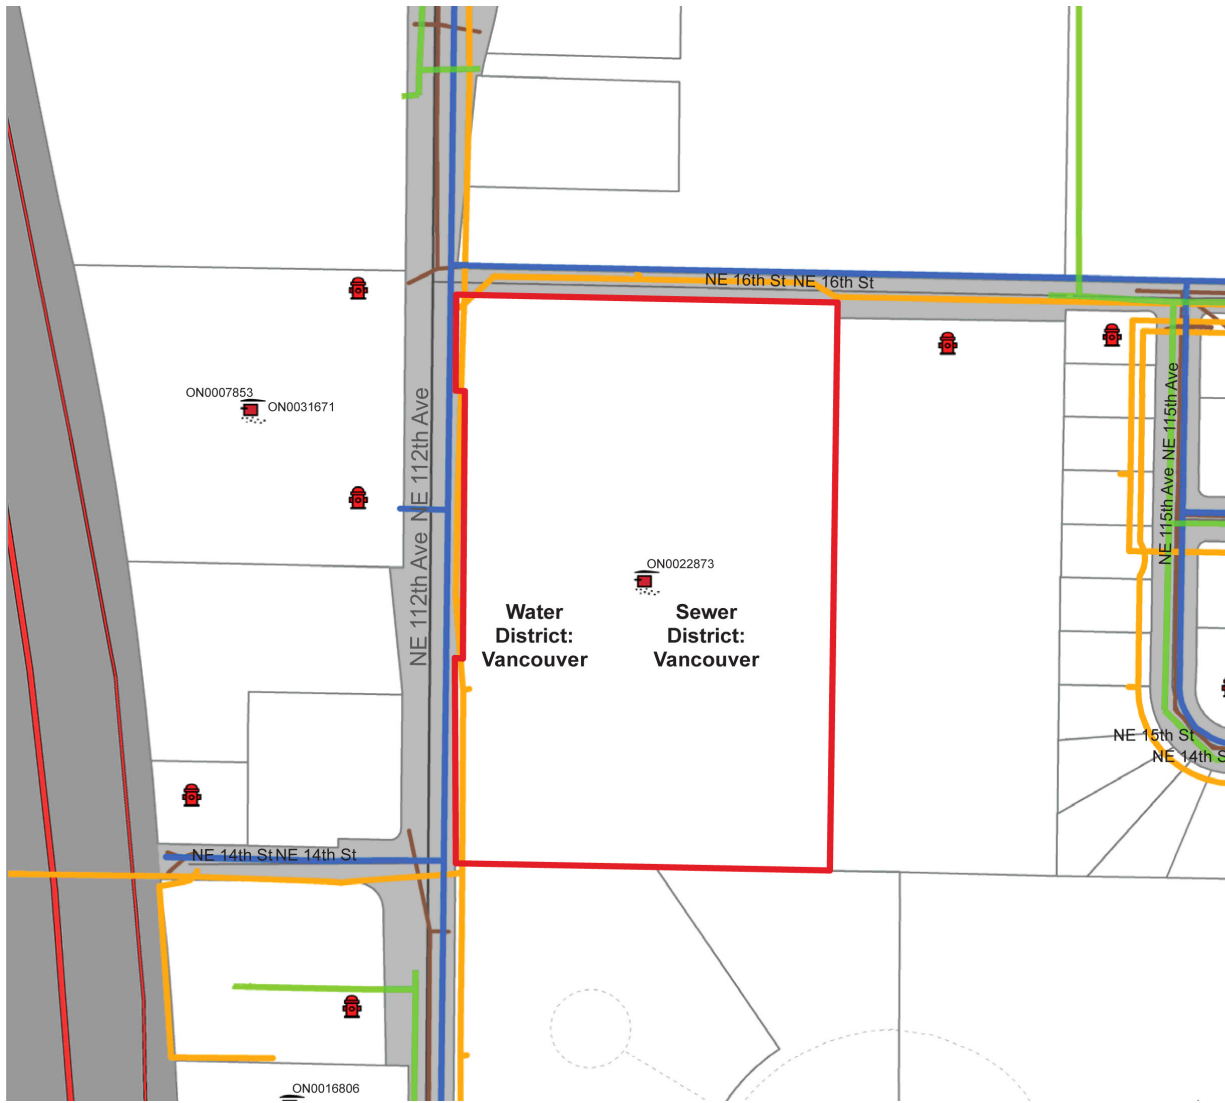 NE 16th St NE 16th St
ON0007853
ON0031671
NE 112th Ave NE 112th Ave
NE 115th Ave NE 115th Ave
ON0022873
Water
District:
Vancouver
Sewer
District:
Vancouver
NE 15th St
NE 14th S
NE 14th St NE 14th St
ON0016806